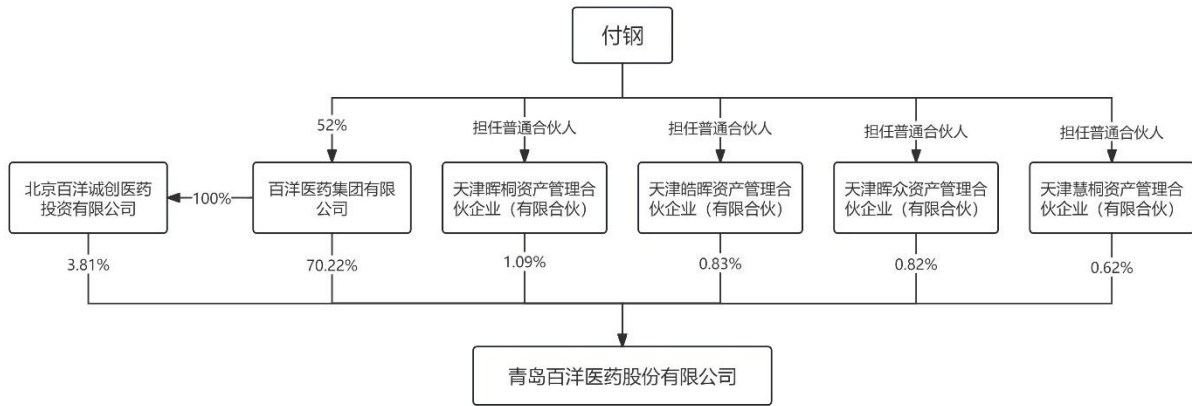 付钢
52%
担任普通合伙人
担任普通合伙人
担任普通合伙人
担任普通合伙人
北京百洋诚创医药
投资有限公司
100%
百洋医药集团有限
公司
天津晖桐资产管理合
伙企业（有限合伙）
天津皓晖资产管理合
伙企业（有限合伙）
天津晖众资产管理合
伙企业（有限合伙）
天津慧桐资产管理合
伙企业（有限合伙）
3.81%
70.22%
1.09%
0.83%
0.82%
0.62%
青岛百洋医药股份有限公司